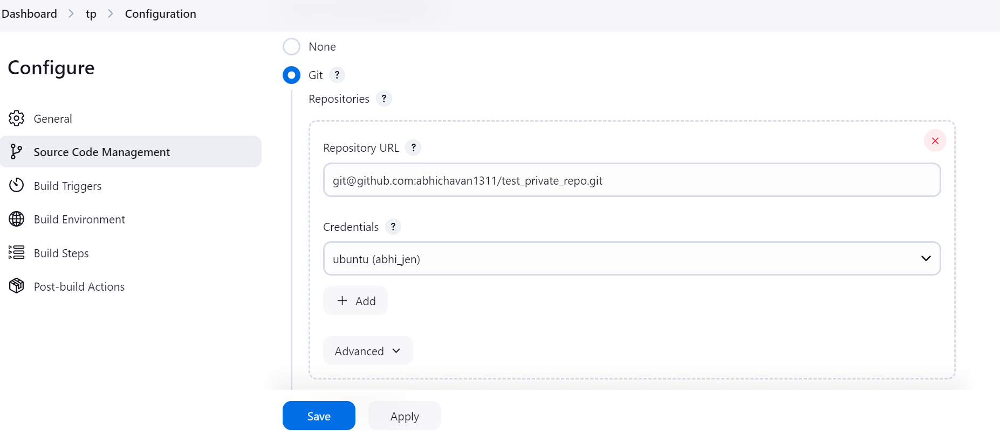 Dashboard > tp > Configuration
Configure
General
Source Code Management
Build Triggers
Build Environment
Build Steps
Post-build Actions
None
Git ?
Repositories ?
Repository URL ?
git@github.com:abhichavan1311/test_private_repo.git
Credentials ?
ubuntu (abhi_jen)
+ Add
Advanced
Save
Apply